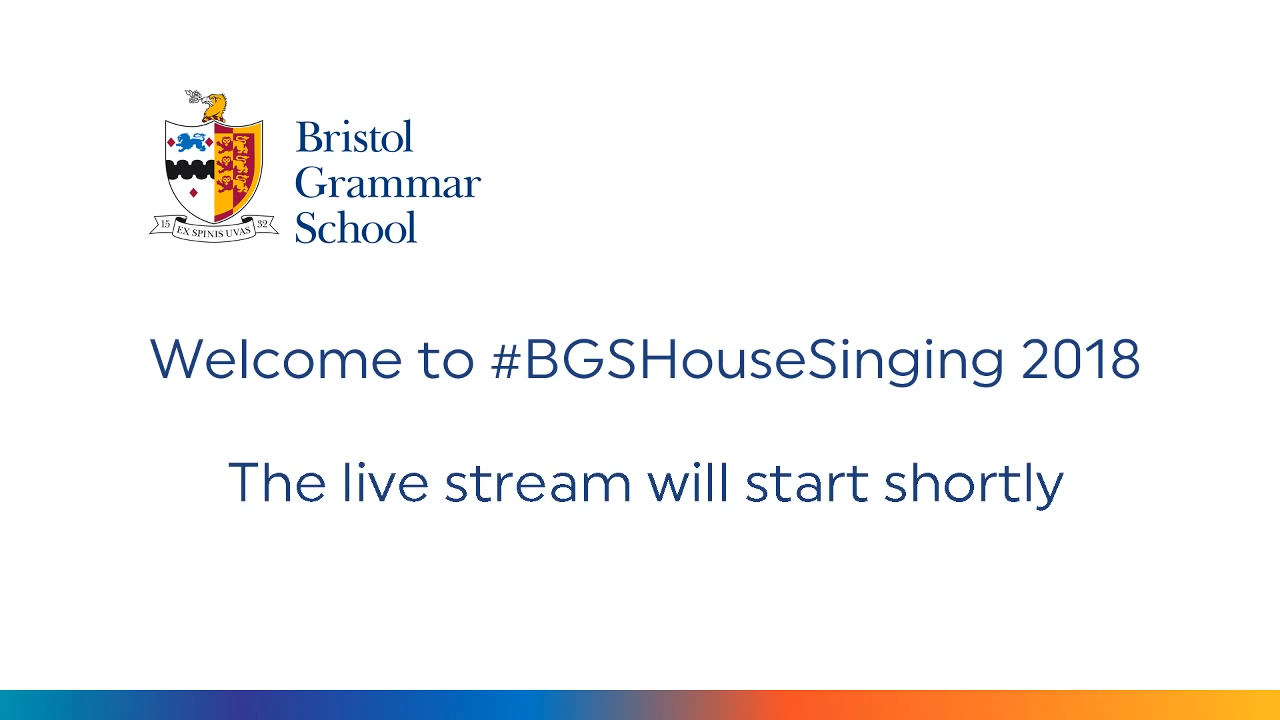 Bristol
Grammar
School
15 EX SPINIS UVAS 32
Welcome to #BGSHouseSinging 2018
The live stream will start shortly